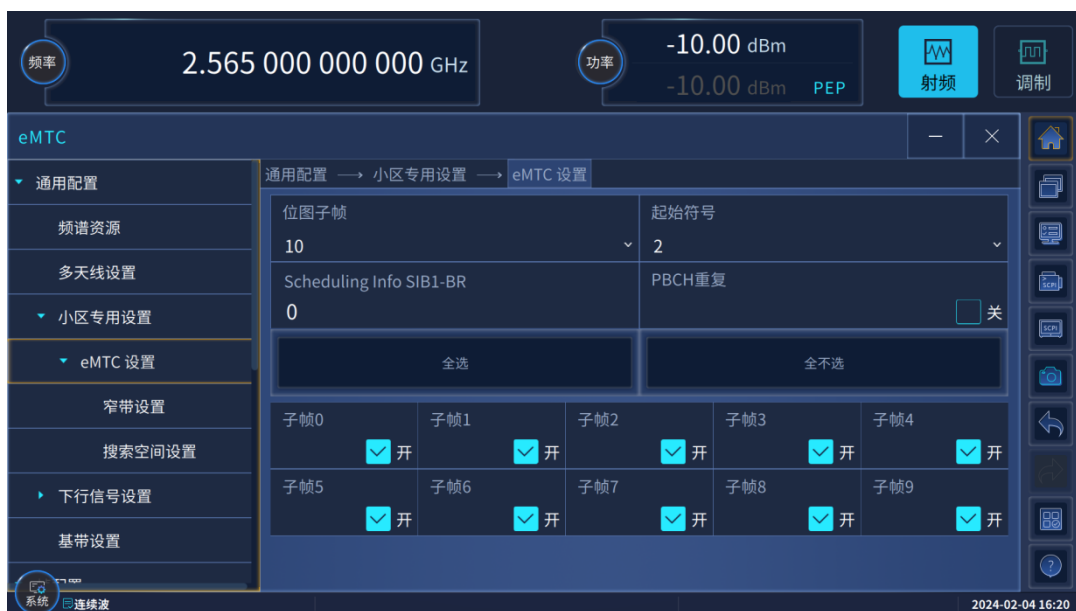 频率
2.565 000 000 000 GHz
功率
-10.00 dBm
-10.00 dBm PEP
射频
调制
eMTC
通用配置
频谱资源
多天线设置
小区专用设置
eMTC 设置
窄带设置
搜索空间设置
下行信号设置
基带设置
通用配置 → 小区专用设置 → eMTC 设置
位图子帧
10
起始符号
2
Scheduling Info SIB1-BR
0
PBCH重复
关
全选
全不选
子帧0 子帧1 子帧2 子帧3 子帧4
开 开 开 开 开
子帧5 子帧6 子帧7 子帧8 子帧9
开 开 开 开 开
SCPI
SCPI
系统
连续波
2024-02-04 16:20